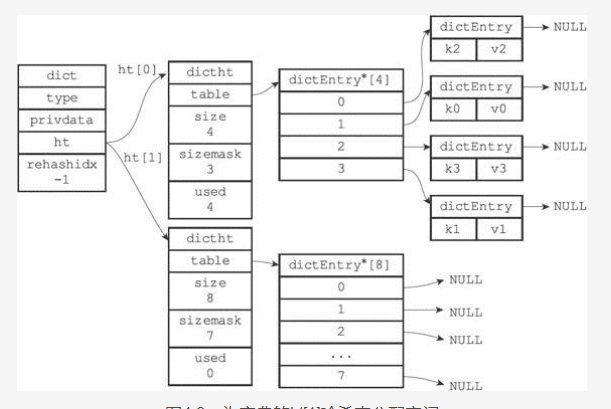 dict
type
privdata
ht
rehashidx
-1
ht[0]
ht[1]
dictht
table
size
4
sizemask
3
used
4
dictht
table
size
8
sizemask
7
used
0
dictEntry*[4]
0
1
2
3
dictEntry*[8]
0
1
2
...
7
dictEntry
k2 v2
NULL
dictEntry
k0 v0
NULL
dictEntry
k3 v3
NULL
dictEntry
k1 v1
NULL
NULL
NULL
NULL
NULL